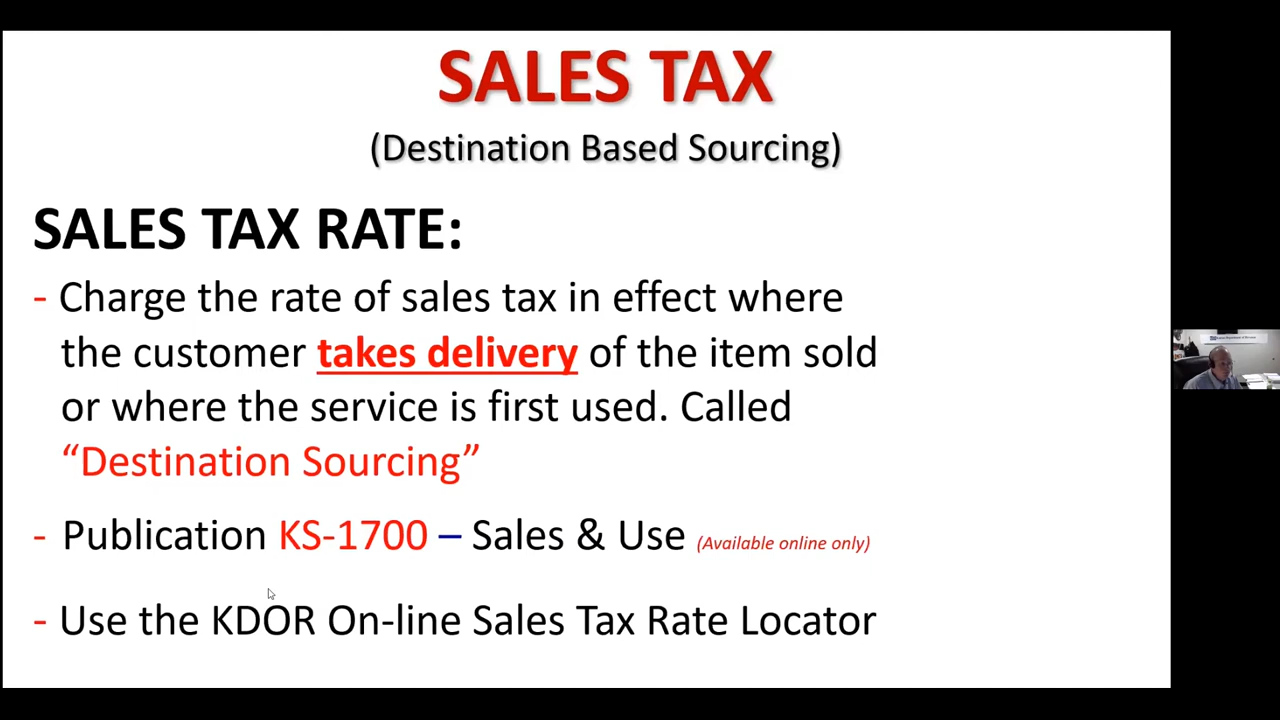 SALES TAX
(Destination Based Sourcing)
SALES TAX RATE:
- Charge the rate of sales tax in effect where
the customer takes delivery of the item sold
or where the service is first used. Called
“Destination Sourcing”
- Publication KS-1700 – Sales & Use (Available online only)
- Use the KDOR On-line Sales Tax Rate Locator